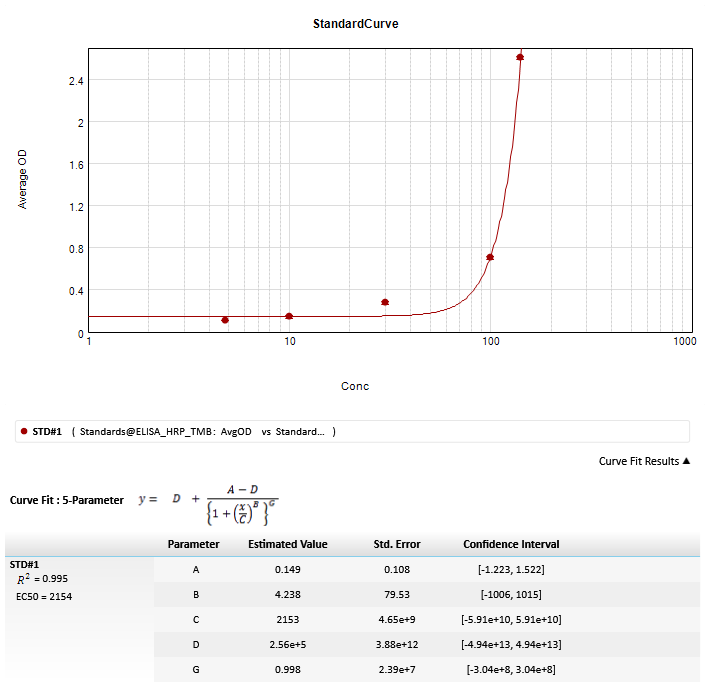 StandardCurve
2.4
2
1.6
1.2
0.8
0.4
0
Average OD
1 10 100 1000
Conc
STD#1 ( Standards@ELISA_HRP_TMB: AvgOD vs Standard... )
Curve Fit Results ▲
Curve Fit : 5-Parameter y = D + A − D / {1 + (x/C)^B}^G
Parameter Estimated Value Std. Error Confidence Interval
STD#1
R² = 0.995
EC50 = 2154
A 0.149 0.108 [-1.223, 1.522]
B 4.238 79.53 [-1006, 1015]
C 2153 4.65e+9 [-5.91e+10, 5.91e+10]
D 2.56e+5 3.88e+12 [-4.94e+13, 4.94e+13]
G 0.998 2.39e+7 [-3.04e+8, 3.04e+8]